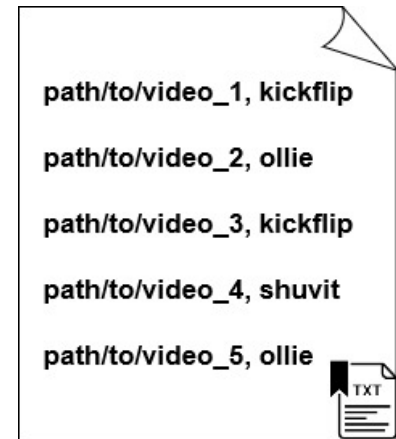 path/to/video_1, kickflip
path/to/video_2, ollie
path/to/video_3, kickflip
path/to/video_4, shuvit
path/to/video_5, ollie
TXT